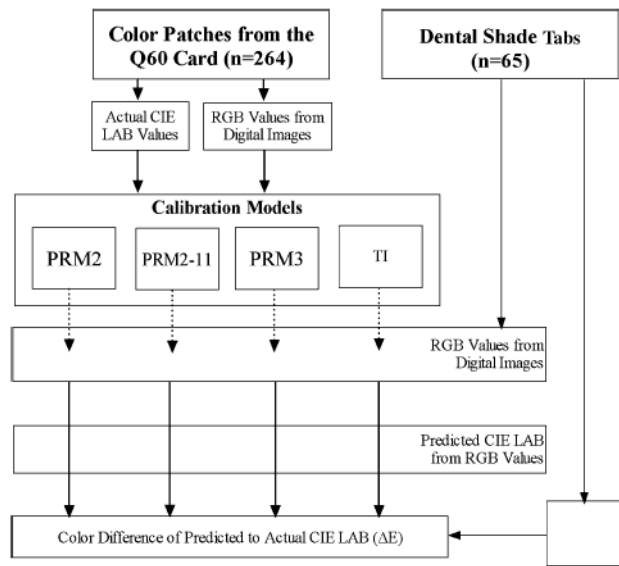 Color Patches from the
Q60 Card (n=264)
Dental Shade Tabs
(n=65)
Actual CIE
LAB Values
RGB Values from
Digital Images
Calibration Models
PRM2
PRM2-11
PRM3
TI
RGB Values from
Digital Images
Predicted CIE LAB
from RGB Values
Color Difference of Predicted to Actual CIE LAB (ΔE)